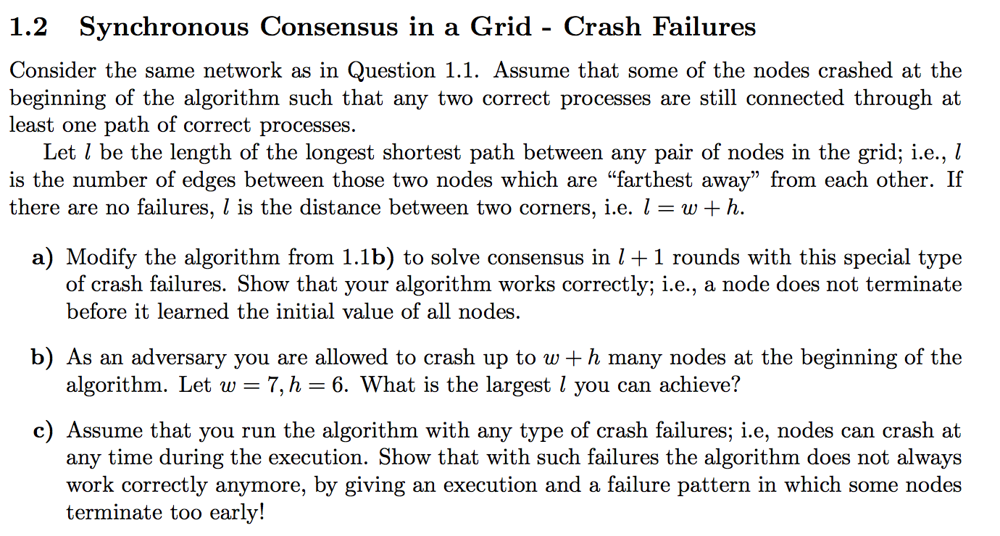 1.2 Synchronous Consensus in a Grid - Crash Failures
Consider the same network as in Question 1.1. Assume that some of the nodes crashed at the
beginning of the algorithm such that any two correct processes are still connected through at
least one path of correct processes.
Let l be the length of the longest shortest path between any pair of nodes in the grid; i.e., l
is the number of edges between those two nodes which are “farthest away” from each other. If
there are no failures, l is the distance between two corners, i.e. l = w + h.
a) Modify the algorithm from 1.1b) to solve consensus in l + 1 rounds with this special type
of crash failures. Show that your algorithm works correctly; i.e., a node does not terminate
before it learned the initial value of all nodes.
b) As an adversary you are allowed to crash up to w + h many nodes at the beginning of the
algorithm. Let w = 7, h = 6. What is the largest l you can achieve?
c) Assume that you run the algorithm with any type of crash failures; i.e, nodes can crash at
any time during the execution. Show that with such failures the algorithm does not always
work correctly anymore, by giving an execution and a failure pattern in which some nodes
terminate too early!